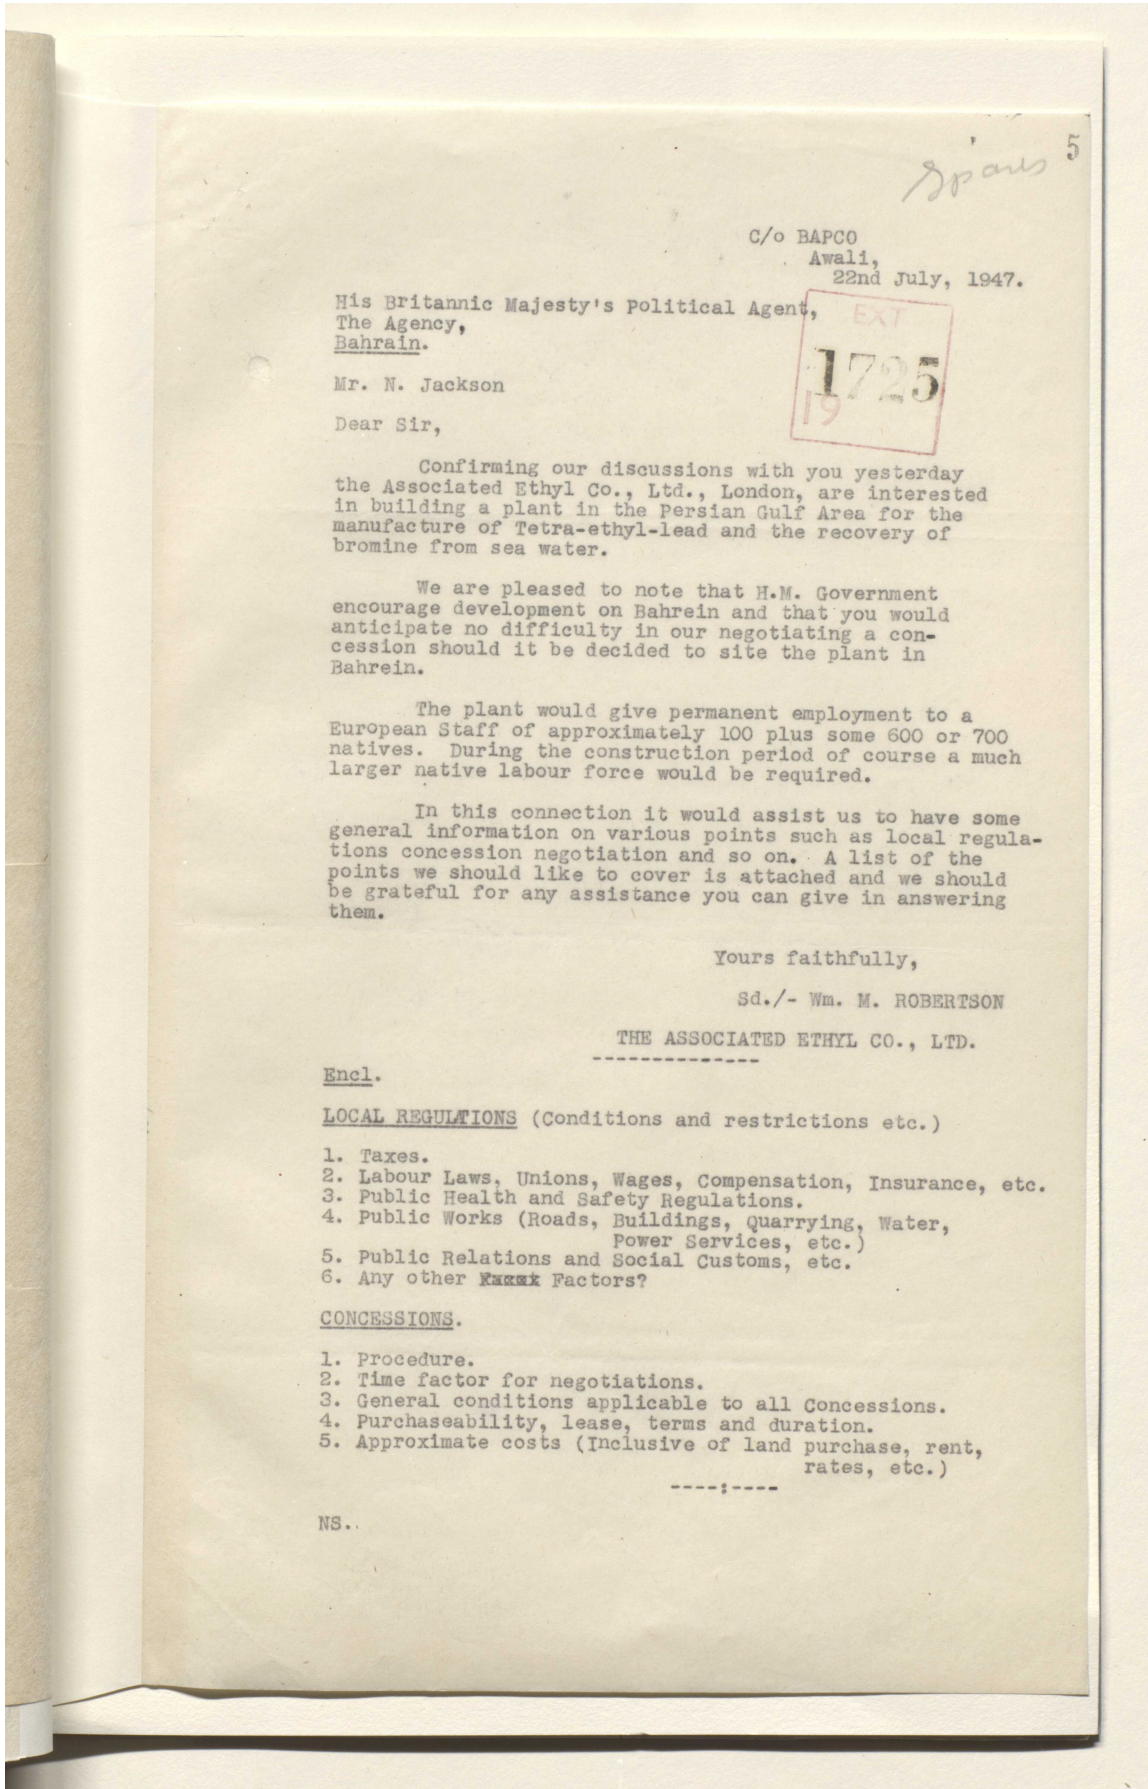 5
Spares
C/o BAPCO
Awali,
22nd July, 1947.
His Britannic Majesty's Political Agent,
The Agency,
Bahrain.
EXT
1725
19
Mr. N. Jackson
Dear Sir,
Confirming our discussions with you yesterday
the Associated Ethyl Co., Ltd., London, are interested
in building a plant in the Persian Gulf Area for the
manufacture of Tetra-ethyl-lead and the recovery of
bromine from sea water.
We are pleased to note that H.M. Government
encourage development on Bahrein and that you would
anticipate no difficulty in our negotiating a con-
cession should it be decided to site the plant in
Bahrein.
The plant would give permanent employment to a
European Staff of approximately 100 plus some 600 or 700
natives. During the construction period of course a much
larger native labour force would be required.
In this connection it would assist us to have some
general information on various points such as local regula-
tions concession negotiation and so on. A list of the
points we should like to cover is attached and we should
be grateful for any assistance you can give in answering
them.
Yours faithfully,
Sd./- Wm. M. ROBERTSON
THE ASSOCIATED ETHYL CO., LTD.
--------------
Encl.
LOCAL REGULATIONS (Conditions and restrictions etc.)
1. Taxes.
2. Labour Laws, Unions, Wages, Compensation, Insurance, etc.
3. Public Health and Safety Regulations.
4. Public Works (Roads, Buildings, Quarrying, Water,
Power Services, etc.)
5. Public Relations and Social Customs, etc.
6. Any other Factors?
CONCESSIONS.
1. Procedure.
2. Time factor for negotiations.
3. General conditions applicable to all Concessions.
4. Purchaseability, lease, terms and duration.
5. Approximate costs (Inclusive of land purchase, rent,
rates, etc.)
----:----
NS..